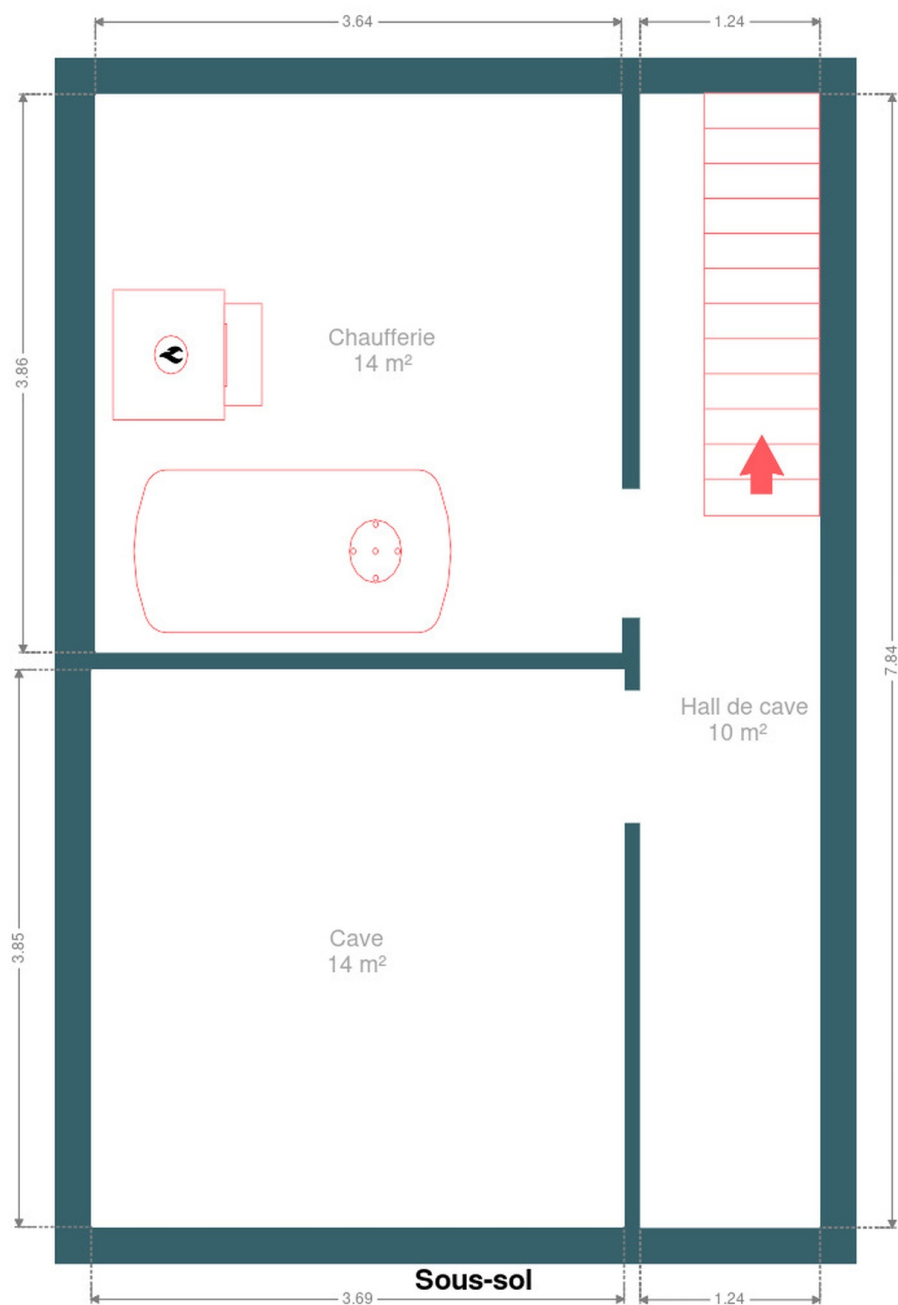 3.64
1.24
3.86
Chaufferie
14 m²
7.84
Hall de cave
10 m²
3.85
Cave
14 m²
Sous-sol
3.69
1.24